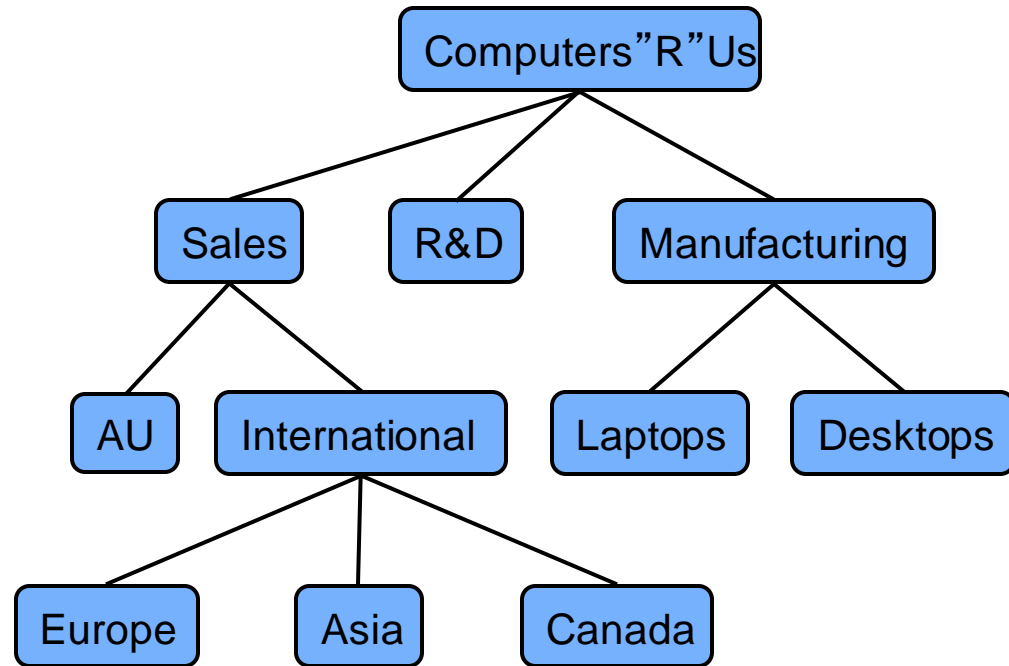 Computers”R”Us
Sales
R&D
Manufacturing
AU
International
Laptops
Desktops
Europe
Asia
Canada